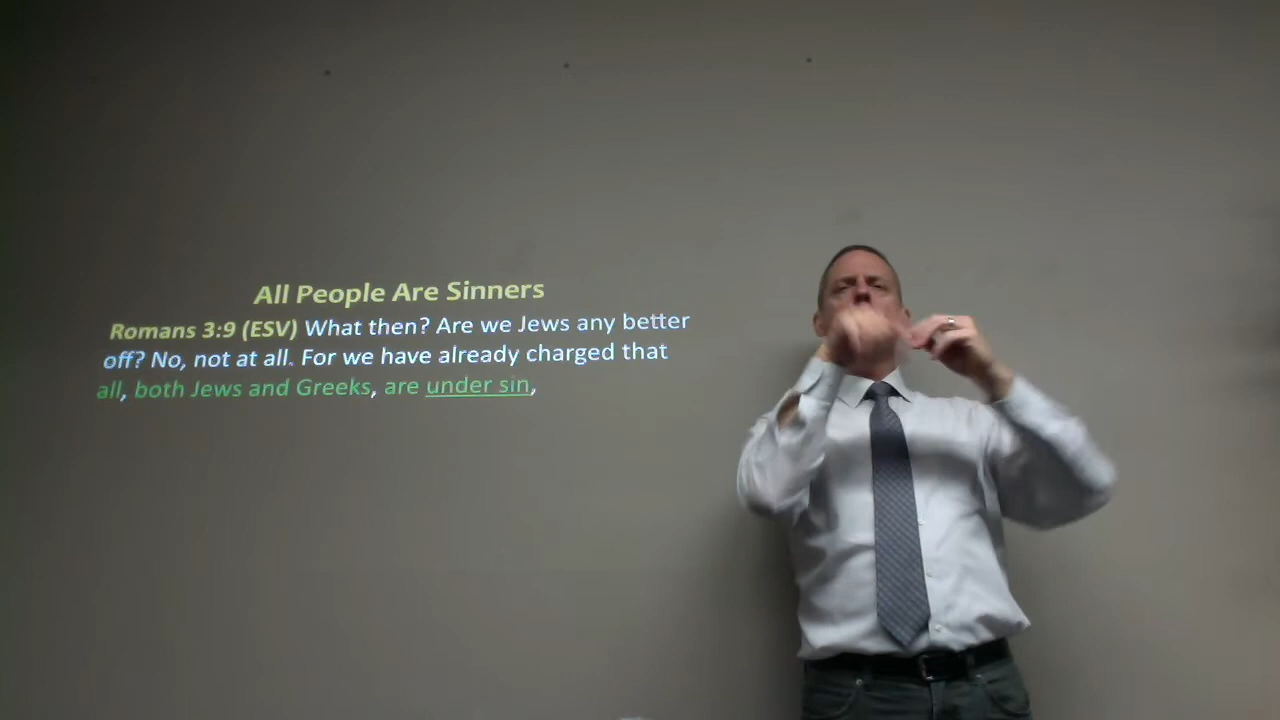 All People Are Sinners
Romans 3:9 (ESV) What then? Are we Jews any better
off? No, not at all. For we have already charged that
all, both Jews and Greeks, are under sin,